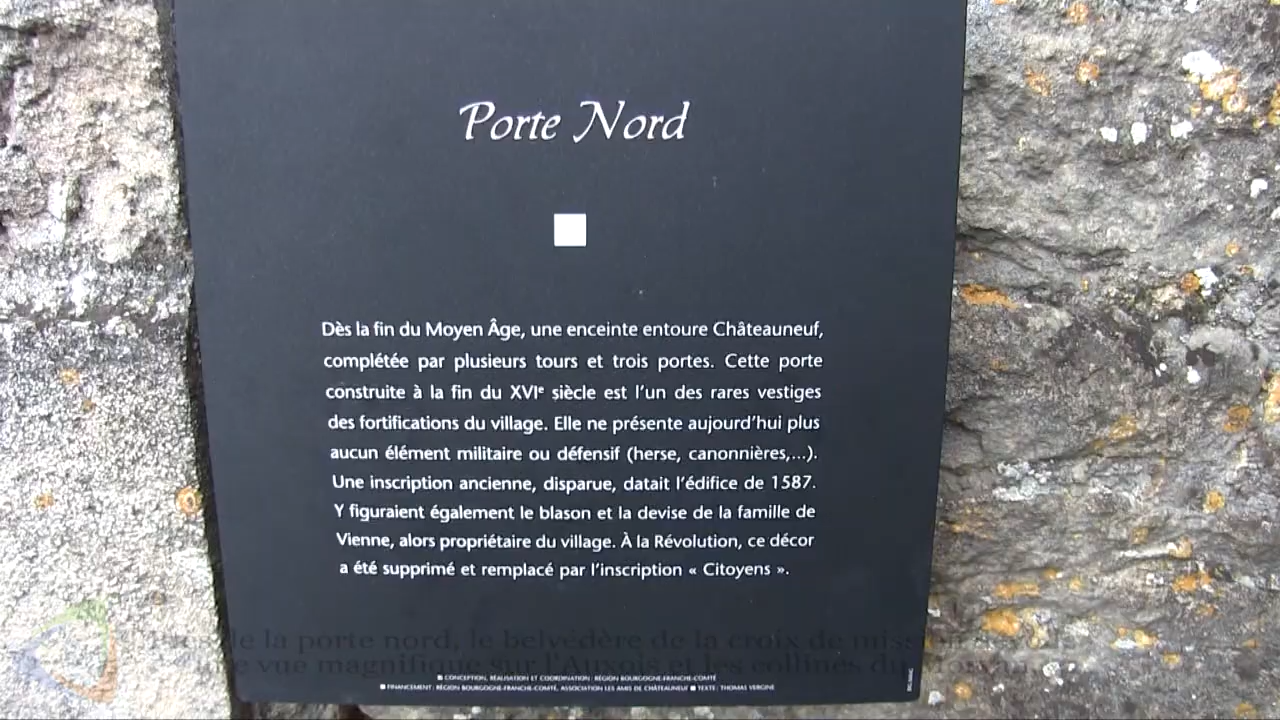 Porte Nord
Dès la fin du Moyen Âge, une enceinte entoure Châteauneuf,
complétée par plusieurs tours et trois portes. Cette porte
construite à la fin du XVIᵉ siècle est l’un des rares vestiges
des fortifications du village. Elle ne présente aujourd’hui plus
aucun élément militaire ou défensif (herse, canonnières,...).
Une inscription ancienne, disparue, datait l’édifice de 1587.
Y figuraient également le blason et la devise de la famille de
Vienne, alors propriétaire du village. À la Révolution, ce décor
a été supprimé et remplacé par l’inscription « Citoyens ».
de la porte nord, le belvédère de la croix de mission
une vue magnifique sur l'Auxois et les collines du Morvan
CONCEPTION, RÉALISATION ET COORDINATION : RÉGION BOURGOGNE-FRANCHE-COMTÉ
FINANCEMENT : RÉGION BOURGOGNE-FRANCHE-COMTÉ, ASSOCIATION LES AMIS DE CHÂTEAUNEUF ■ TEXTE : THOMAS VERGINE